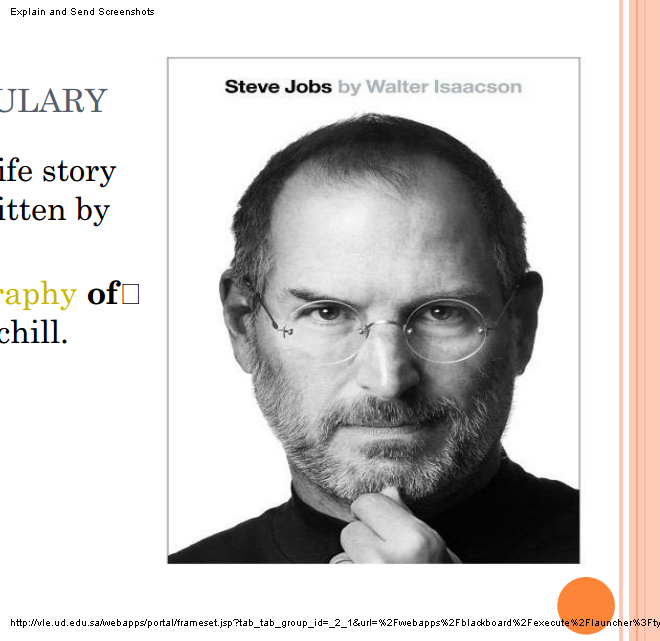 Explain and Send Screenshots
Steve Jobs by Walter Isaacson
ULARY
ife story
itten by
raphy of
chill.
http://vle.ud.edu.sa/webapps/portal/frameset.jsp?tab_tab_group_id=_2_1&url=%2Fwebapps%2Fblackboard%2Fexecute%2Flauncher%3Fty